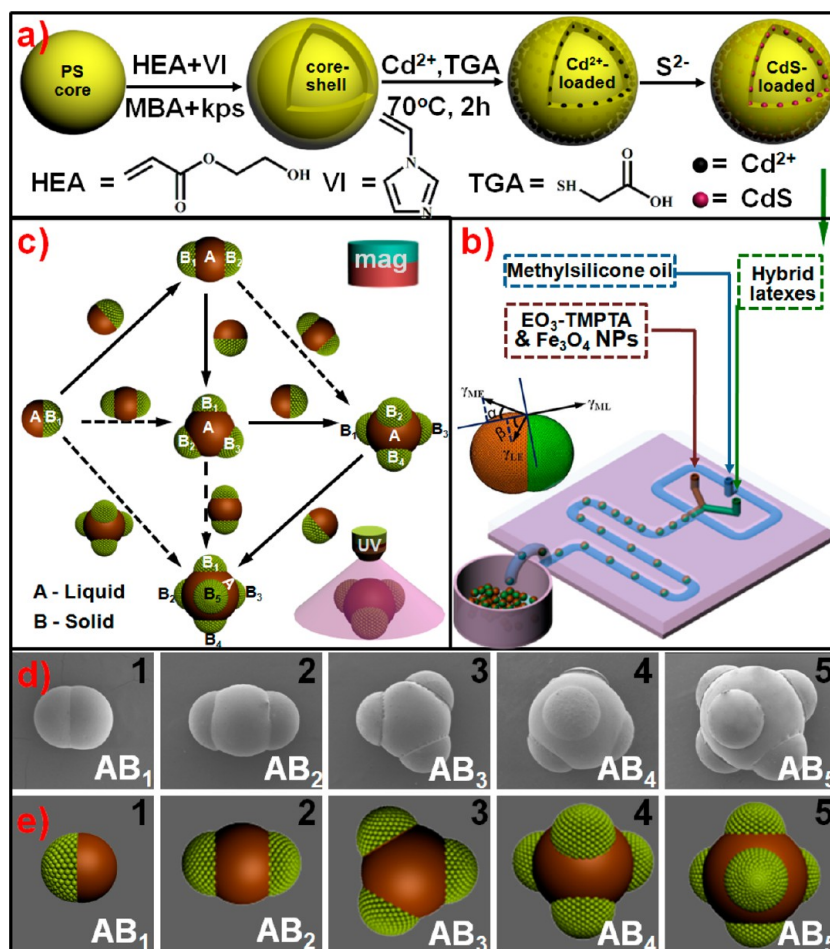 a)
PS
core
HEA+VI
MBA+kps
core-
shell
Cd²⁺,TGA
70ºC, 2h
Cd²⁺-
loaded
S²⁻
CdS-
loaded
HEA =
O
O
OH
VI =
N
N
TGA =
SH
O
OH
= Cd²⁺
= CdS
c)
B₁ A B₂
mag
A B₁
B₁
A
B₂ B₃
B₂
B₁ A B₃
B₄
B₁
A
B₂ B₅ B₃
B₄
UV
A - Liquid
B - Solid
b)
Methylsilicone oil
Hybrid
latexes
EO₃-TMPTA
& Fe₃O₄ NPs
γME
α
β
γML
γLE
d)
1
AB₁
2
AB₂
3
AB₃
4
AB₄
5
AB₅
e)
1
AB₁
2
AB₂
3
AB₃
4
AB₄
5
AB₅